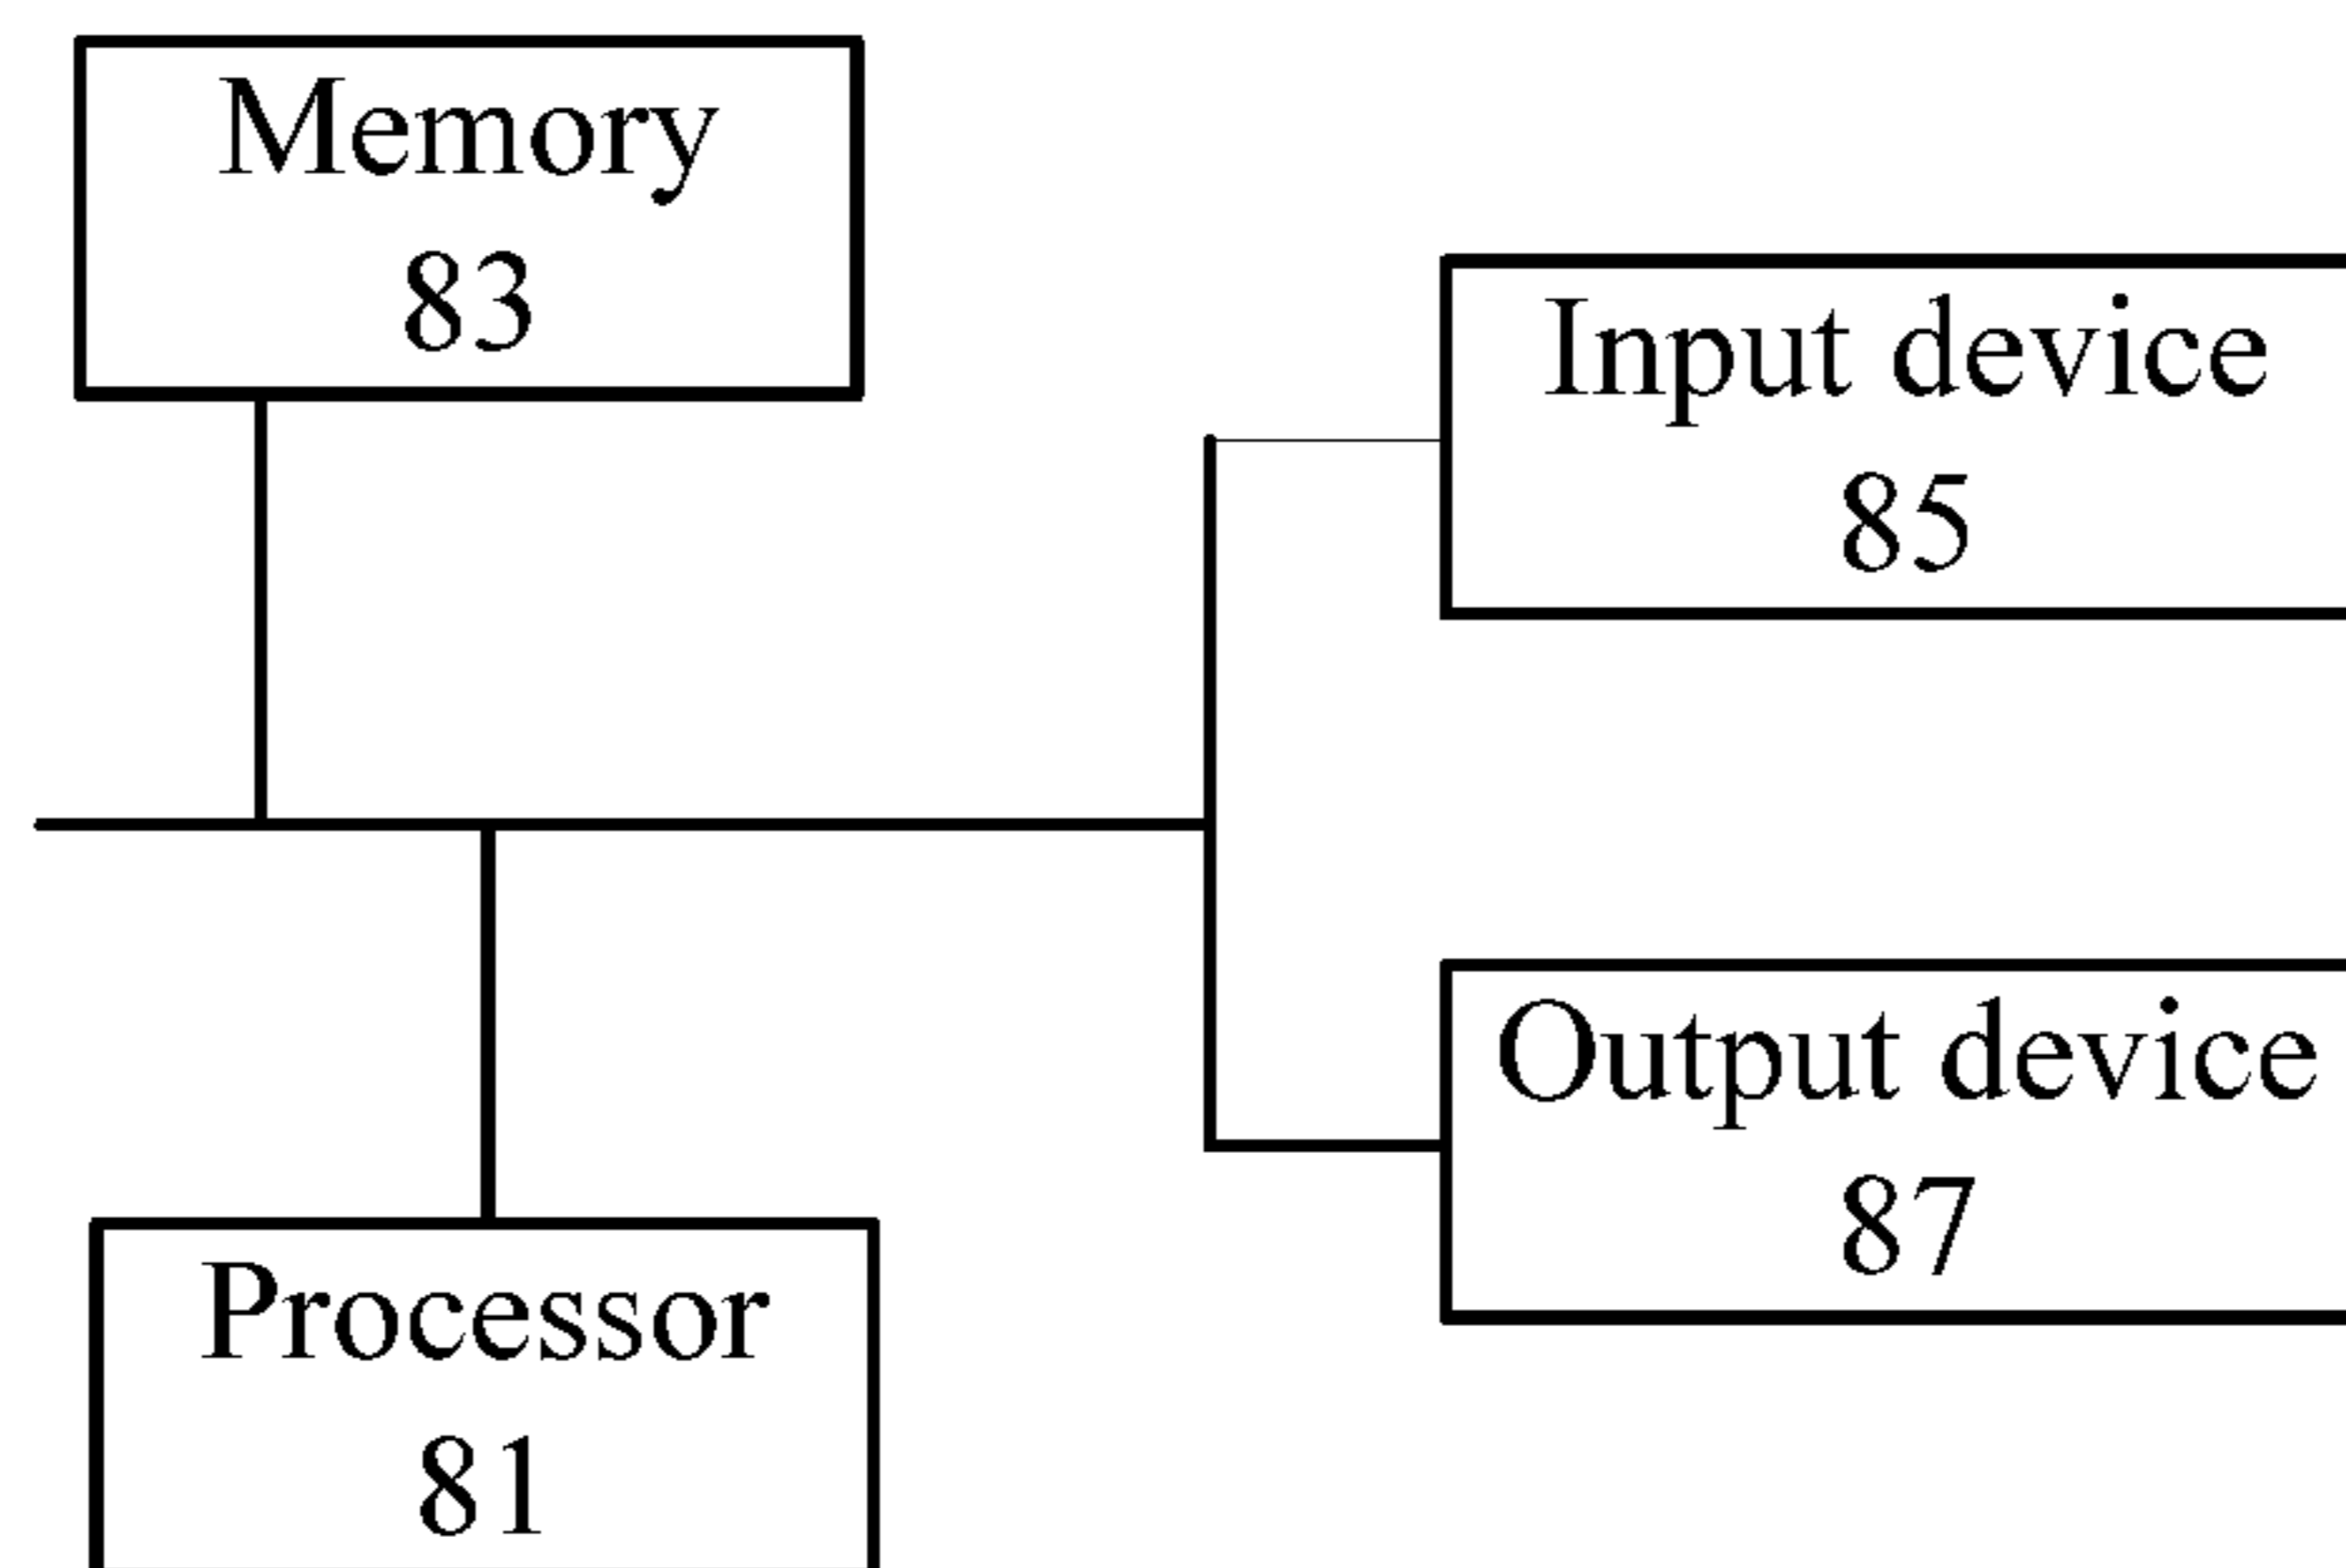 Memory
83
Input device
85
Output device
87
Processor
81